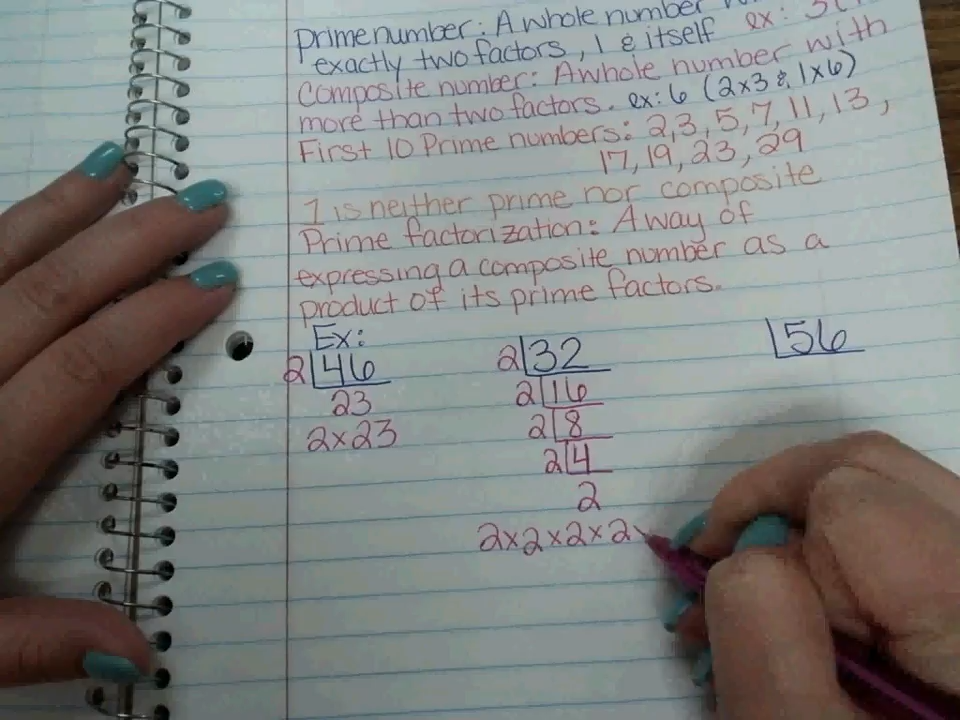 Prime number: A whole number
exactly two factors, 1 & itself ex: 3(1
Composite number: A whole number with
more than two factors. ex: 6 (2x3 & 1x6)
First 10 Prime numbers: 2, 3, 5, 7, 11, 13,
17, 19, 23, 29
1 is neither prime nor composite
Prime factorization: A way of
expressing a composite number as a
product of its prime factors.
Ex:
2 46
23
2x23
2 32
2 16
2 8
2 4
2
2x2x2x2x
56